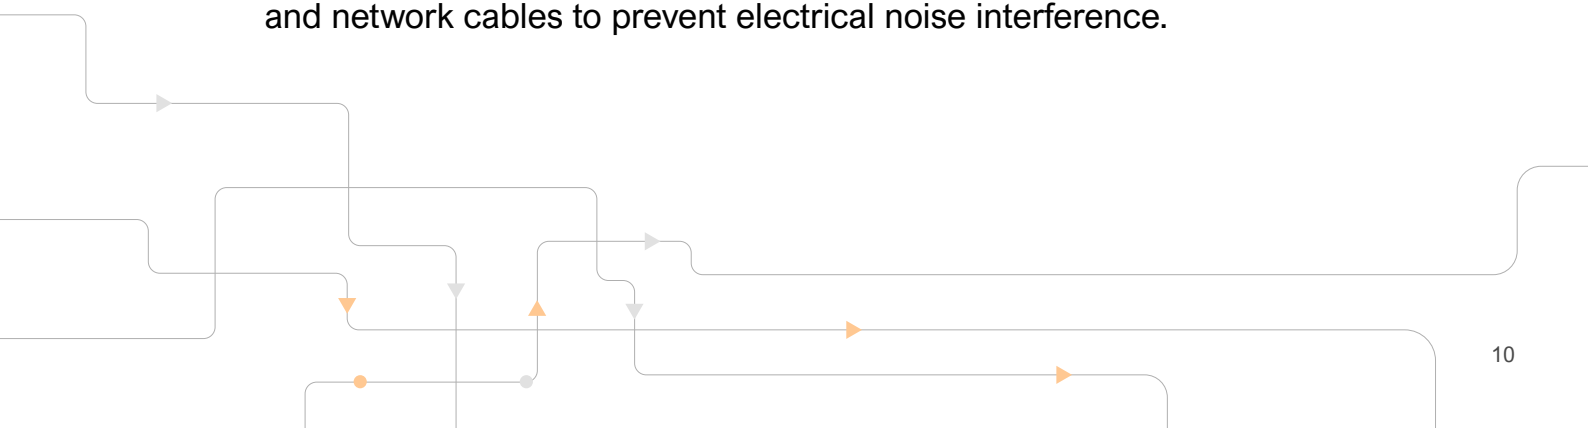 and network cables to prevent electrical noise interference.
10